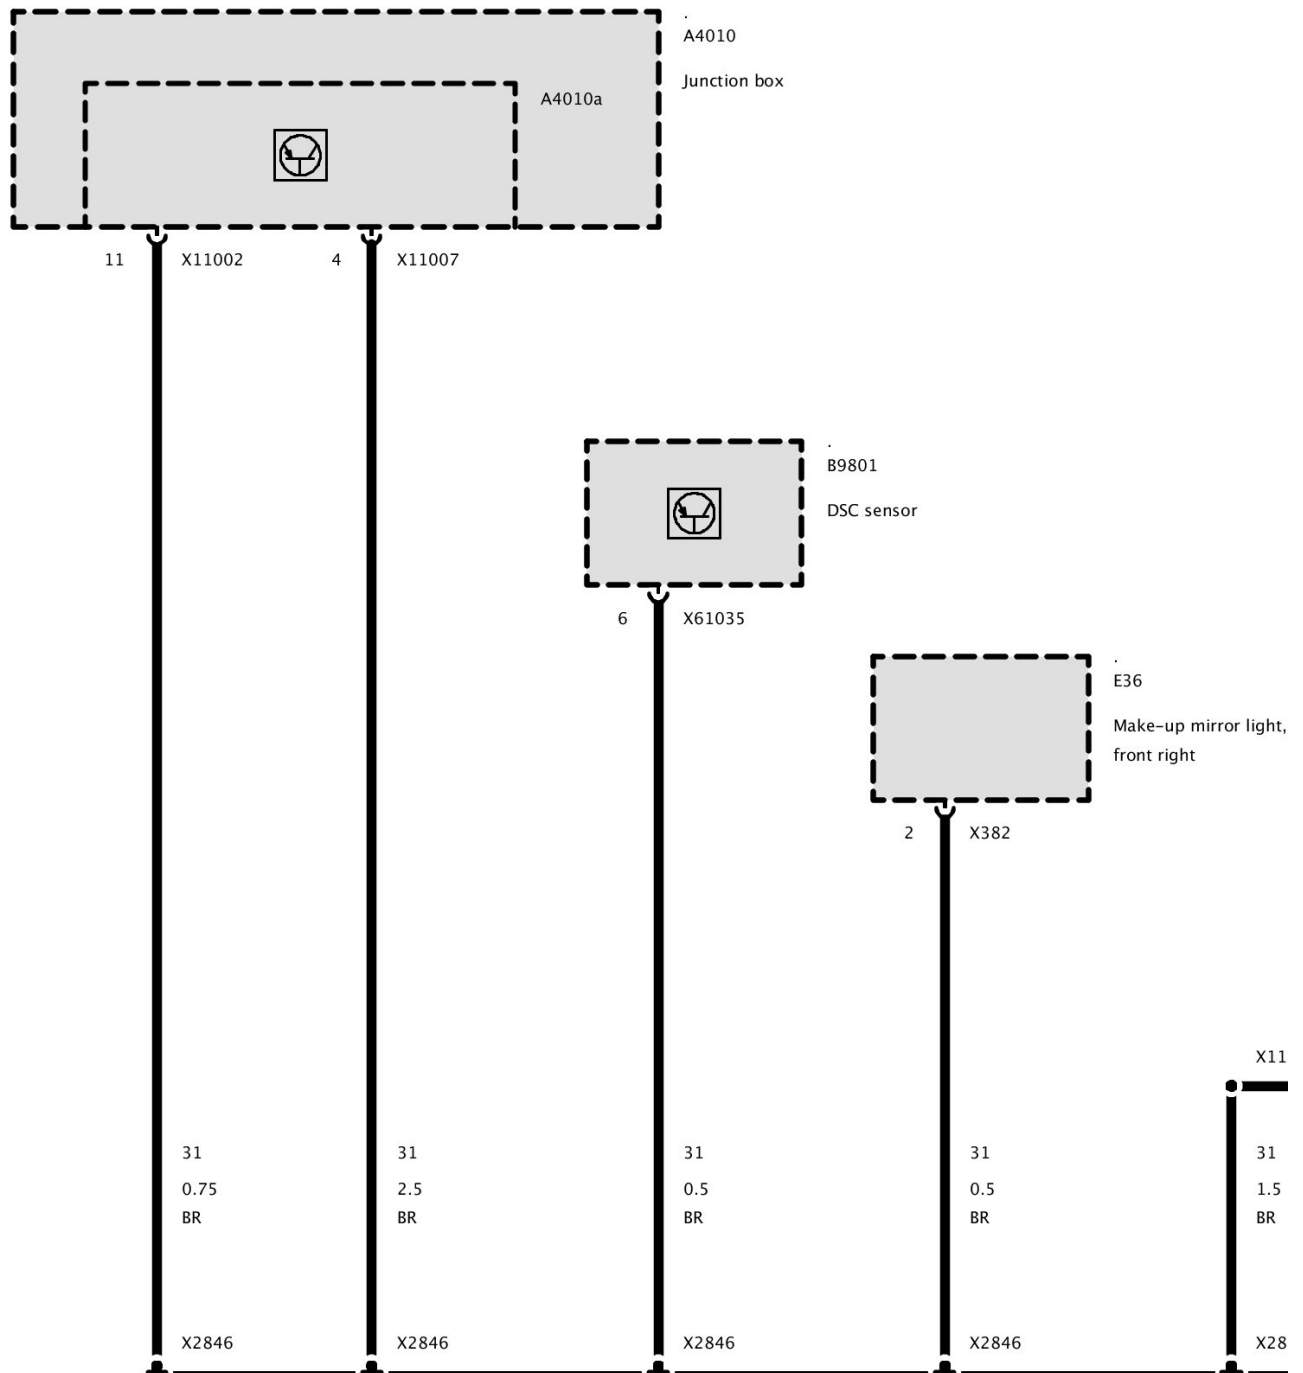 .
A4010
Junction box
A4010a
11 X11002 4 X11007
.
B9801
DSC sensor
6 X61035
.
E36
Make-up mirror light,
front right
2 X382
X11
31 31 31 31 31
0.75 2.5 0.5 0.5 1.5
BR BR BR BR BR
X2846 X2846 X2846 X2846 X28